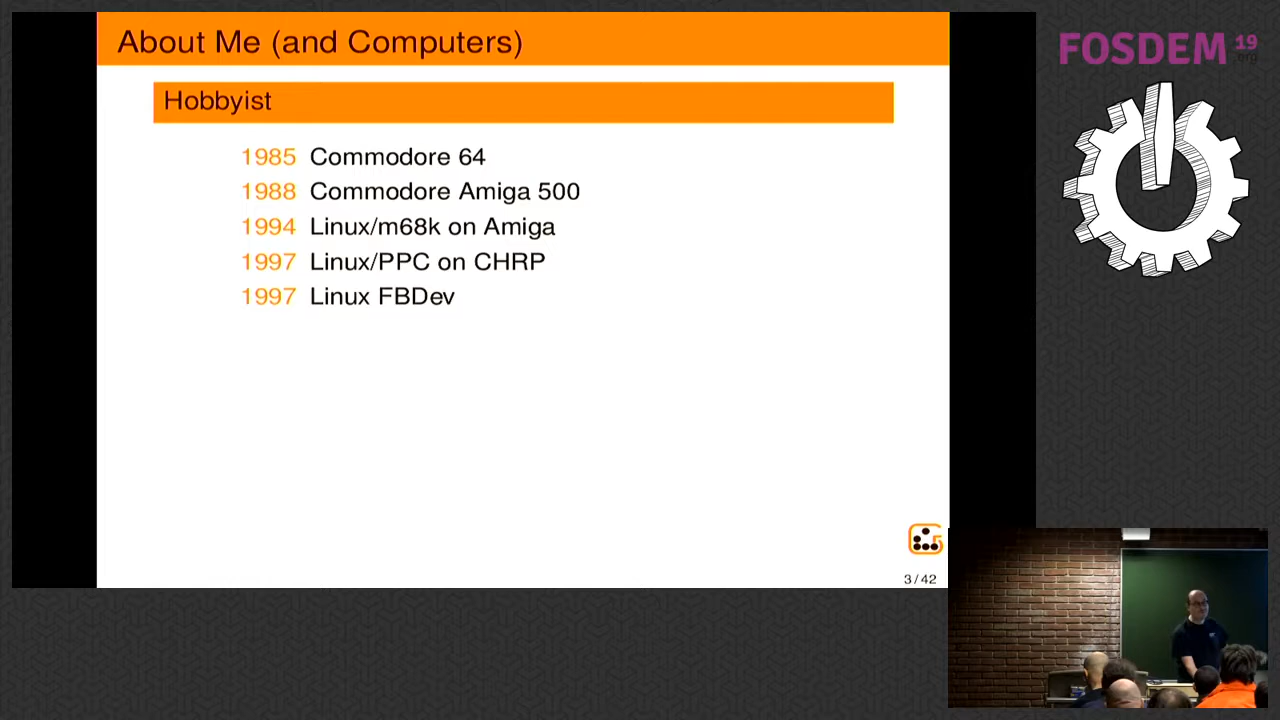 About Me (and Computers)
FOSDEM 19
.org
Hobbyist
1985 Commodore 64
1988 Commodore Amiga 500
1994 Linux/m68k on Amiga
1997 Linux/PPC on CHRP
1997 Linux FBDev
3 / 42